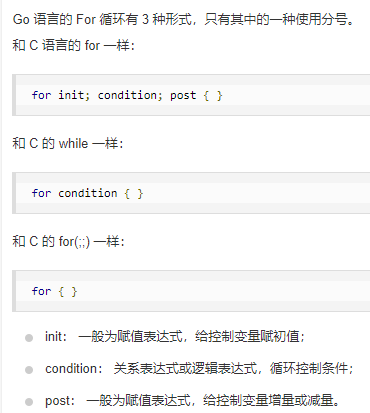 Go 语言的 For 循环有 3 种形式，只有其中的一种使用分号。
和 C 语言的 for 一样：
for init; condition; post { }
和 C 的 while 一样：
for condition { }
和 C 的 for(;;) 一样：
for { }
init： 一般为赋值表达式，给控制变量赋初值；
condition： 关系表达式或逻辑表达式，循环控制条件；
post： 一般为赋值表达式，给控制变量增量或减量。